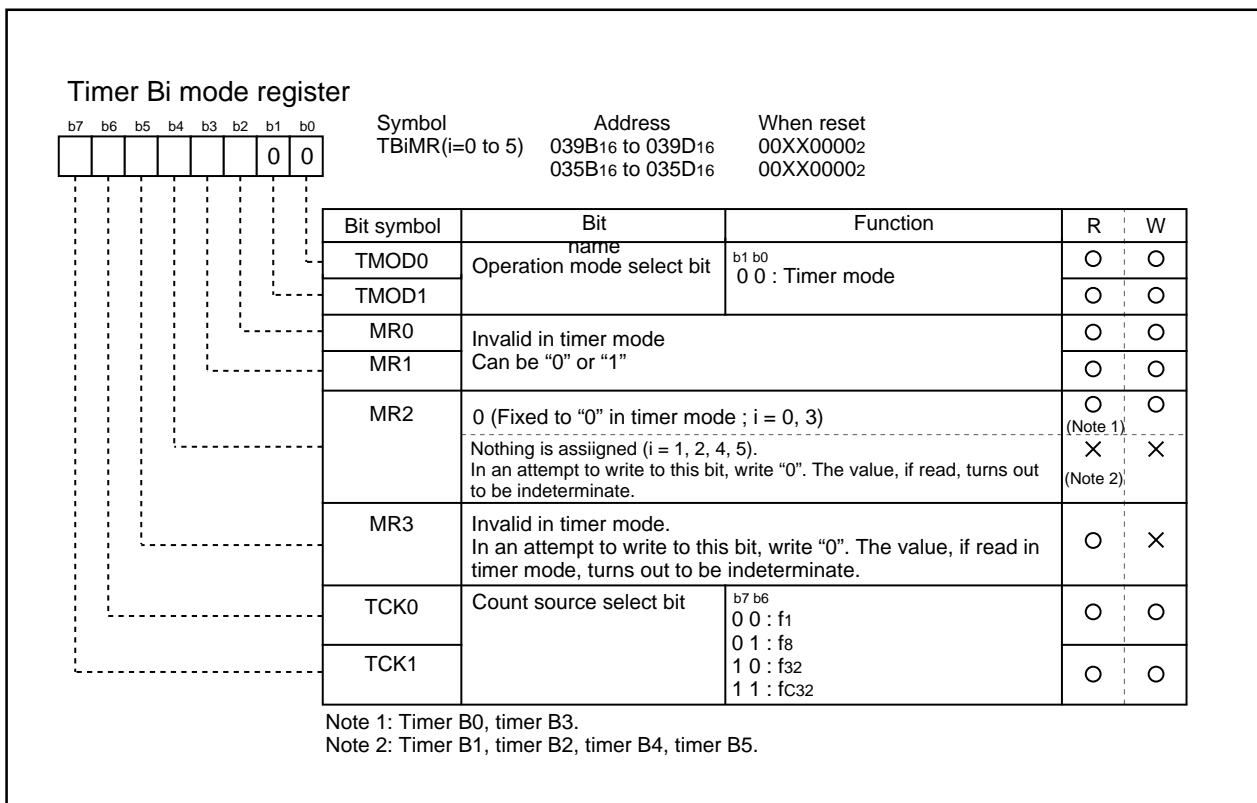 Timer Bi mode register
b7 b6 b5 b4 b3 b2 b1 b0
0 0
Symbol Address When reset
TBiMR(i=0 to 5) 039B16 to 039D16 00XX00002
035B16 to 035D16 00XX00002
Bit symbol Bit name Function R W
TMOD0 Operation mode select bit b1 b0
0 0 : Timer mode
TMOD1
MR0 Invalid in timer mode
MR1 Can be “0” or “1”
MR2 0 (Fixed to “0” in timer mode ; i = 0, 3)
(Note 1)
Nothing is assiigned (i = 1, 2, 4, 5).
In an attempt to write to this bit, write “0”. The value, if read, turns out
to be indeterminate.
(Note 2)
MR3 Invalid in timer mode.
In an attempt to write to this bit, write “0”. The value, if read in
timer mode, turns out to be indeterminate.
TCK0 Count source select bit b7 b6
0 0 : f1
0 1 : f8
TCK1 1 0 : f32
1 1 : fC32
Note 1: Timer B0, timer B3.
Note 2: Timer B1, timer B2, timer B4, timer B5.